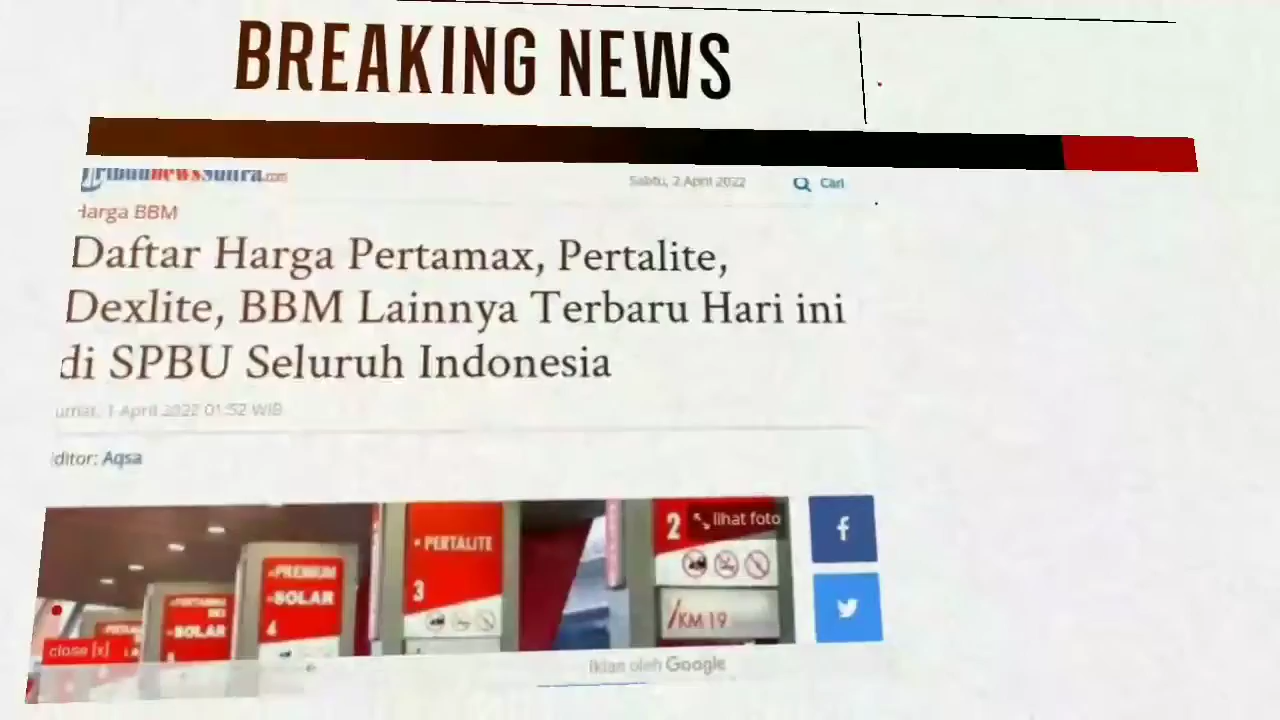 BREAKING NEWS
Sabtu, 2 April 2022
Cari
Harga BBM
Daftar Harga Pertamax, Pertalite,
Dexlite, BBM Lainnya Terbaru Hari ini
di SPBU Seluruh Indonesia
Jumat, 1 April 2022 01:52 WIB
Editor: Aqsa
PERTALITE
3
2
lihat foto
PREMIUM
SOLAR
4
SOLAR
KM 19
close [x]
Iklan oleh Google